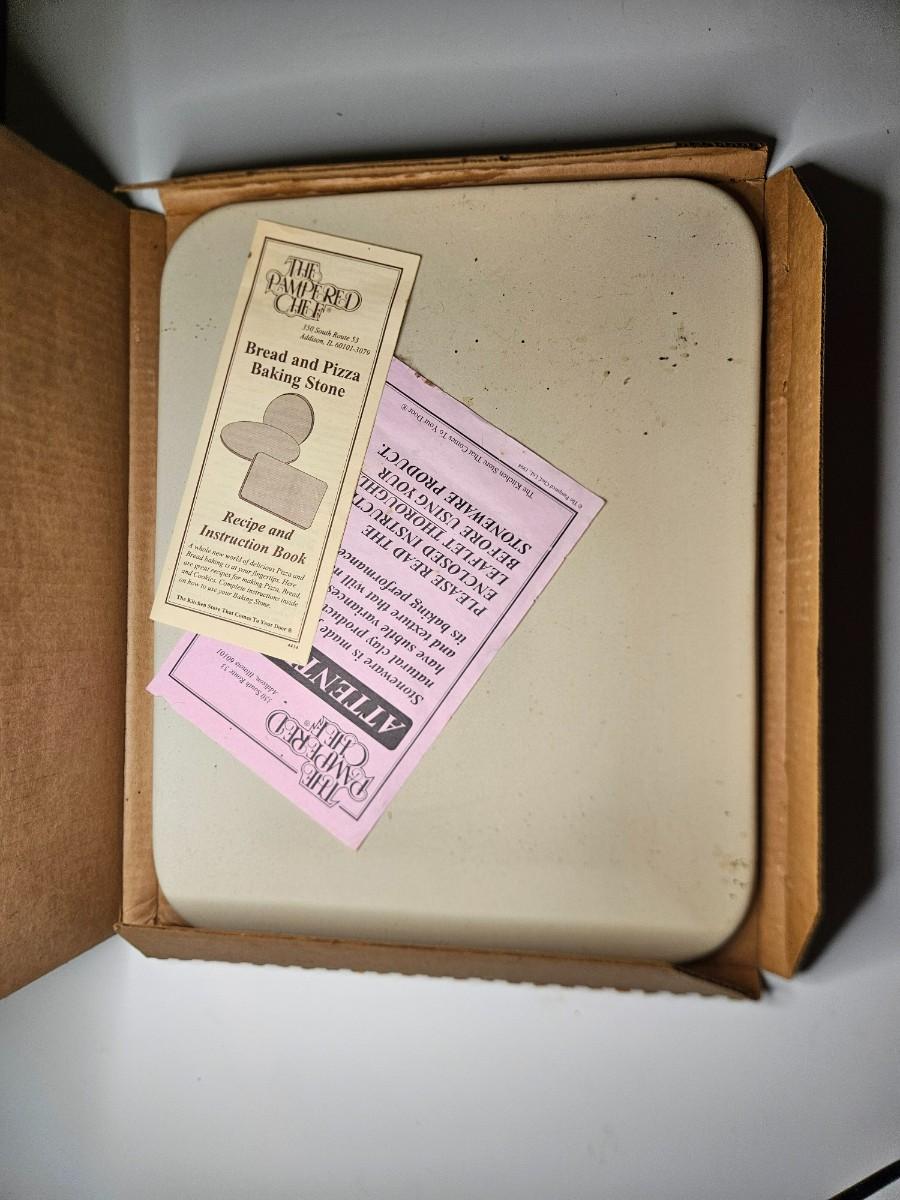 THE
PAMPERED
CHEF®
350 South Route 53
Addison, IL 60101-3079
Bread and Pizza
Baking Stone
Recipe and
Instruction Book
A whole new world of delicious Pizza and
Bread baking is at your fingertips. Here
are great recipes for making Pizza, Bread,
and Cookies. Complete instructions inside
on how to use your Baking Stone.
The Kitchen Store That Comes To Your Door ®
THE
PAMPERED
CHEF®
350 South Route 53
Addison, Illinois 60101
Stoneware is made
natural clay
have subtle variances
and texture that will
its baking performance
PLEASE READ THE
ENCLOSED
LEAFLET
BEFORE USING YOUR
STONEWARE PRODUCT.
The Kitchen Store That Comes To Your Door ®
© The Pampered Chef, Ltd.,